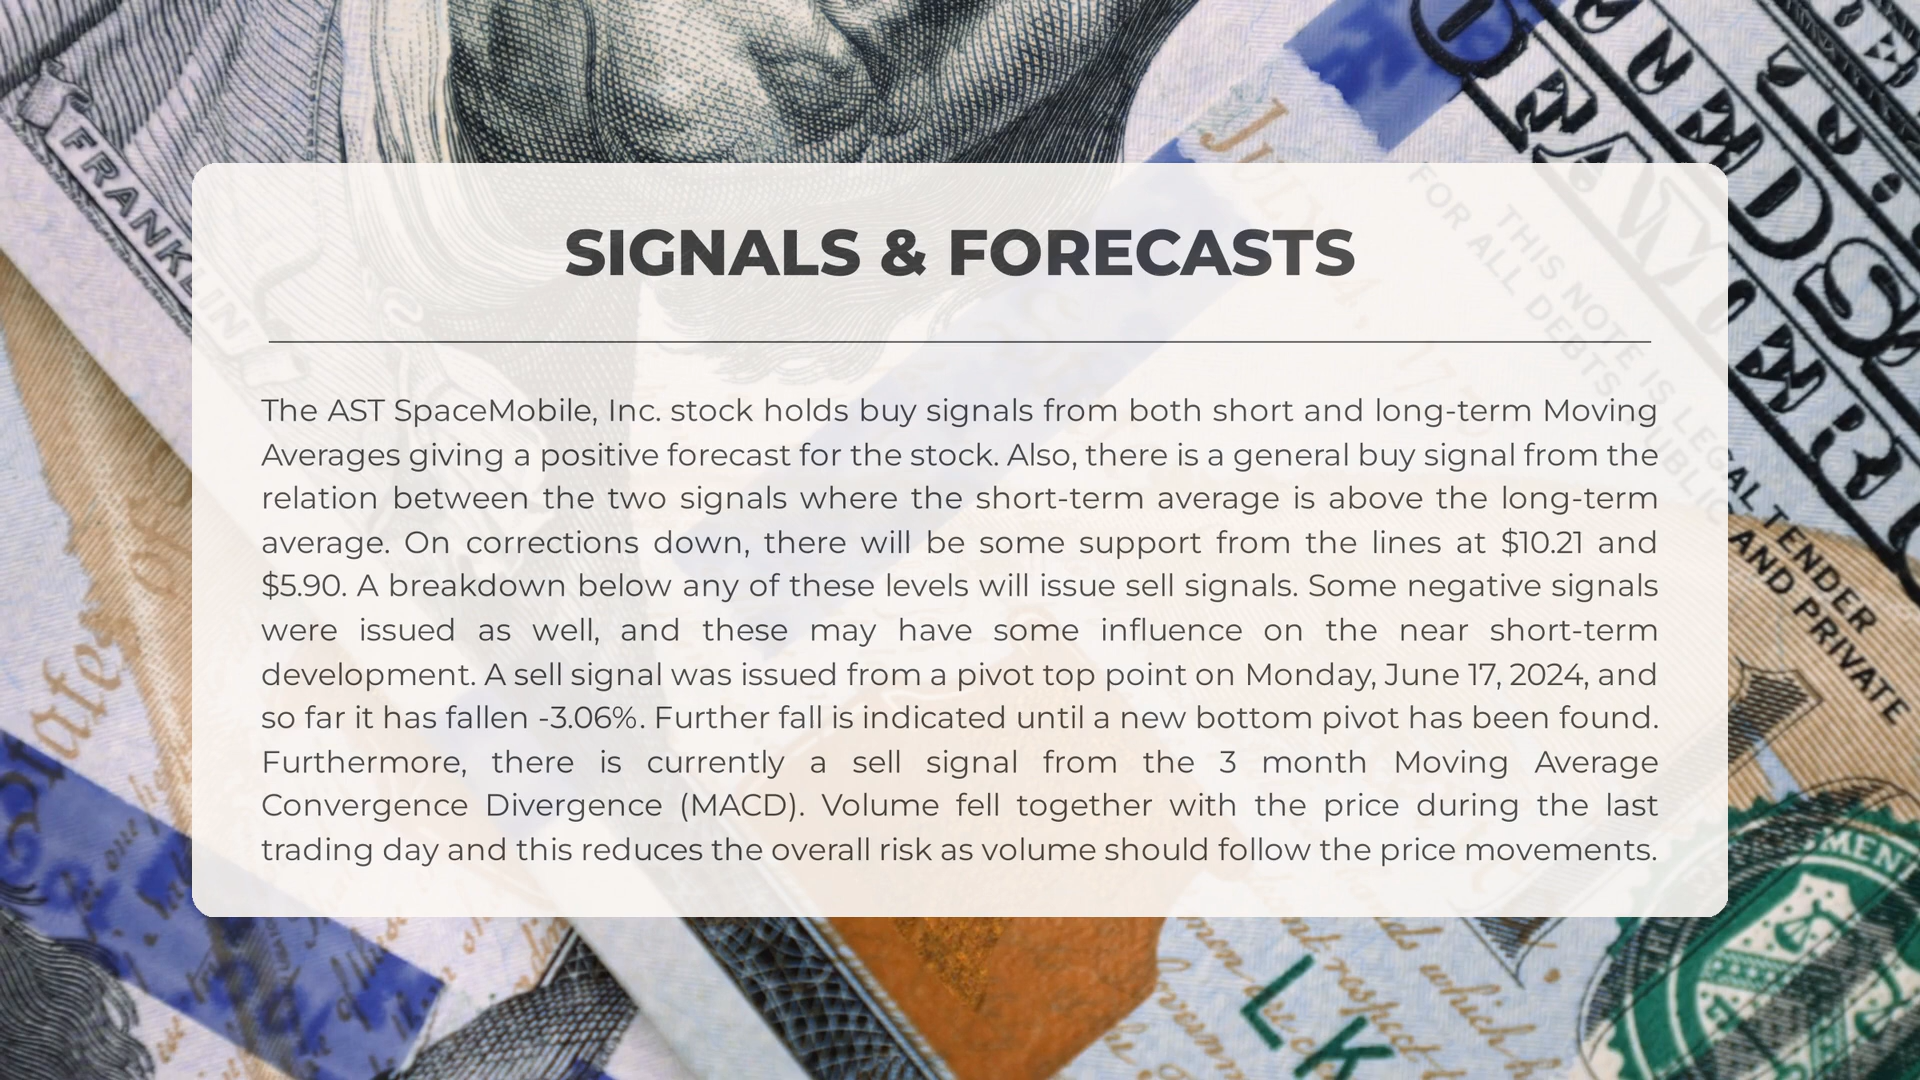 SIGNALS & FORECASTS
The AST SpaceMobile, Inc. stock holds buy signals from both short and long-term Moving
Averages giving a positive forecast for the stock. Also, there is a general buy signal from the
relation between the two signals where the short-term average is above the long-term
average. On corrections down, there will be some support from the lines at $10.21 and
$5.90. A breakdown below any of these levels will issue sell signals. Some negative signals
were issued as well, and these may have some influence on the near short-term
development. A sell signal was issued from a pivot top point on Monday, June 17, 2024, and
so far it has fallen -3.06%. Further fall is indicated until a new bottom pivot has been found.
Furthermore, there is currently a sell signal from the 3 month Moving Average
Convergence Divergence (MACD). Volume fell together with the price during the last
trading day and this reduces the overall risk as volume should follow the price movements.
FRANKLIN
JULY 4, 177
THIS NOTE IS LEGAL TENDER
FOR ALL DEBTS PUBLIC AND PRIVATE
LK